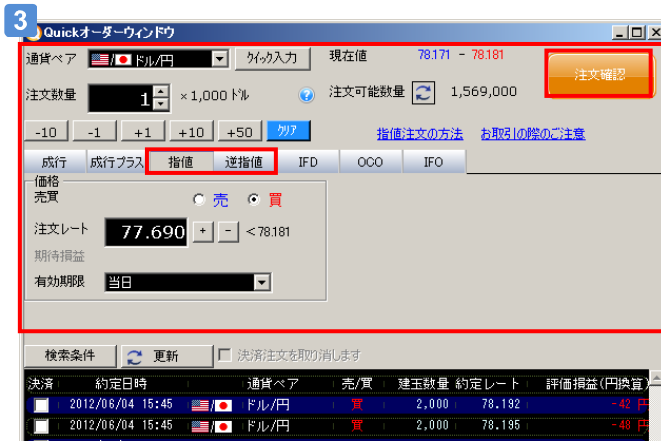 3
Quickオーダーウィンドウ
通貨ペア ドル/円 クイック入力 現在値 78.171 - 78.181
注文確認
注文数量 1 ×1,000ドル 注文可能数量 1,569,000
-10 -1 +1 +10 +50 クリア 指値注文の方法 お取引の際のご注意
成行 成行プラス 指値 逆指値 IFD OCO IFO
価格
売買 売 買
注文レート 77.690 + - <78.181
期待損益
有効期限 当日
検索条件 更新 決済注文を取り消します
決済 約定日時 通貨ペア 売/買 建玉数量 約定レート 評価損益(円換算)
2012/06/04 15:45 ドル/円 買 2,000 78.192 -42 円
2012/06/04 15:45 ドル/円 買 2,000 78.195 -48 円